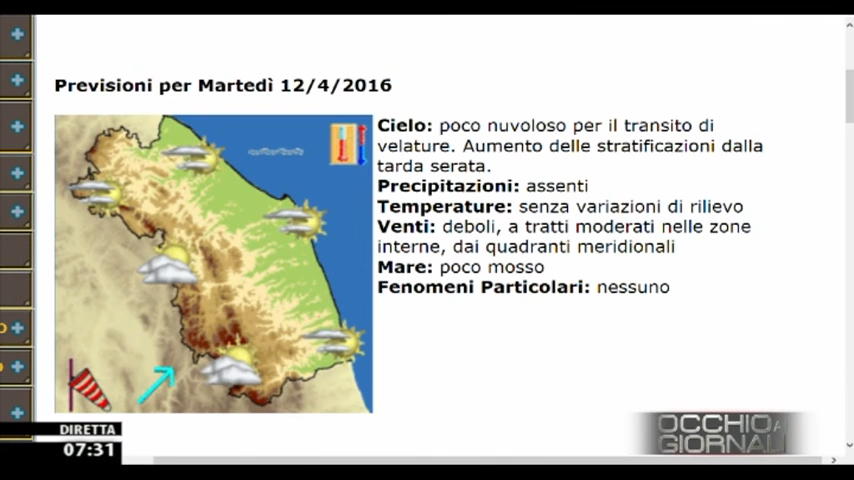 Previsioni per Martedì 12/4/2016
Cielo: poco nuvoloso per il transito di
velature. Aumento delle stratificazioni dalla
tarda serata.
Precipitazioni: assenti
Temperature: senza variazioni di rilievo
Venti: deboli, a tratti moderati nelle zone
interne, dai quadranti meridionali
Mare: poco mosso
Fenomeni Particolari: nessuno
DIRETTA
07:31
OCCHIO AI
GIORNALI